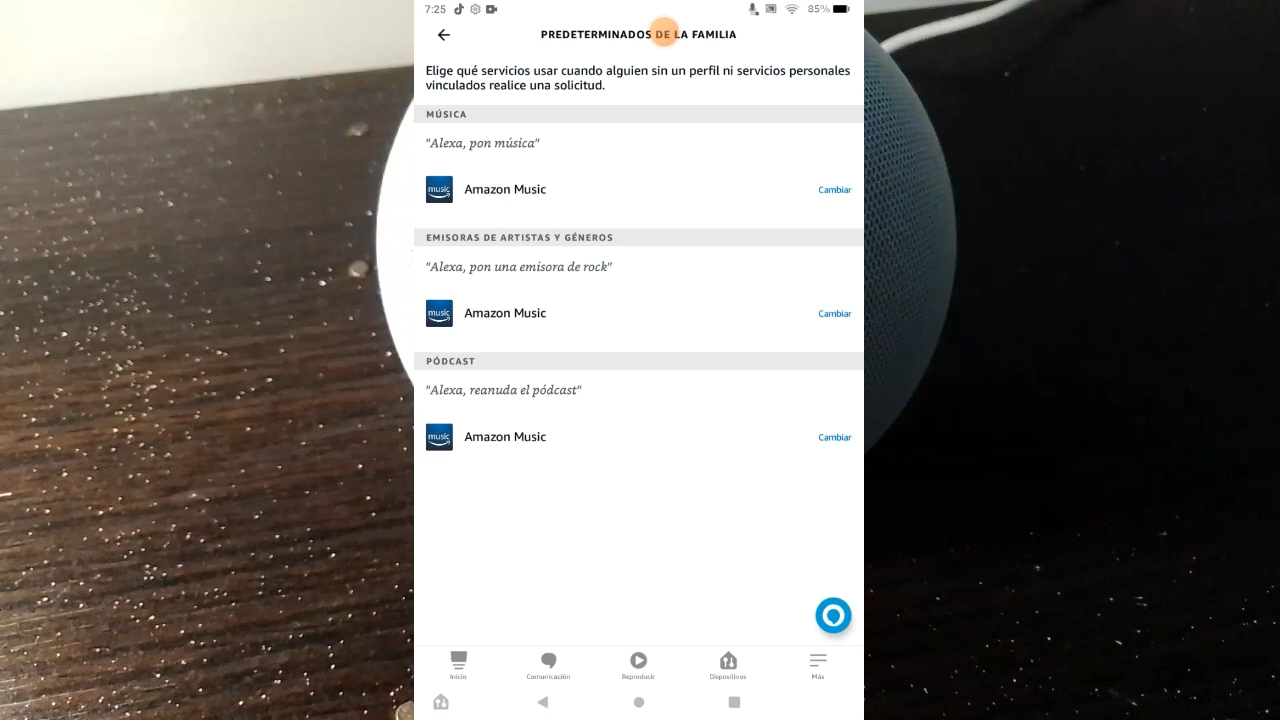 7:25
85%
PREDETERMINADOS DE LA FAMILIA
Elige qué servicios usar cuando alguien sin un perfil ni servicios personales
vinculados realice una solicitud.
MÚSICA
"Alexa, pon música"
music
Amazon Music
Cambiar
EMISORAS DE ARTISTAS Y GÉNEROS
"Alexa, pon una emisora de rock"
music
Amazon Music
Cambiar
PÓDCAST
"Alexa, reanuda el pódcast"
music
Amazon Music
Cambiar
Inicio
Comunicación
Reproducir
Dispositivos
Más